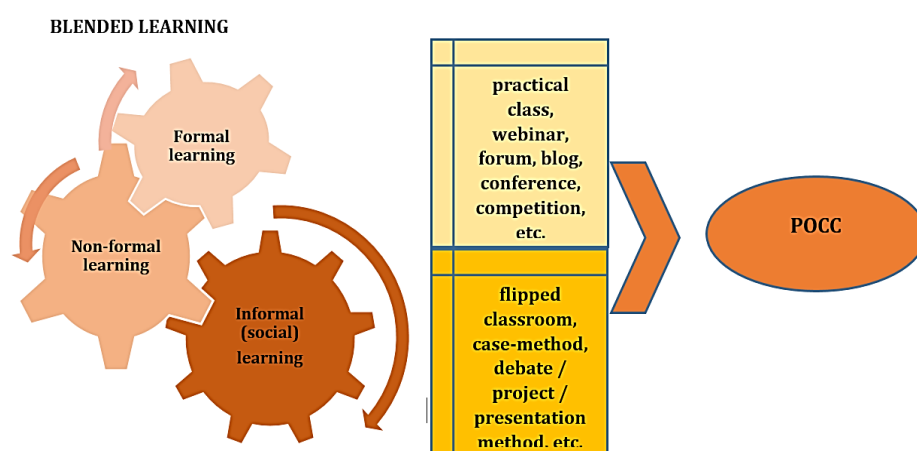 BLENDED LEARNING
Formal
learning
Non-formal
learning
Informal
(social)
learning
practical
class,
webinar,
forum, blog,
conference,
competition,
etc.
flipped
classroom,
case-method,
debate /
project /
presentation
method, etc.
POCC